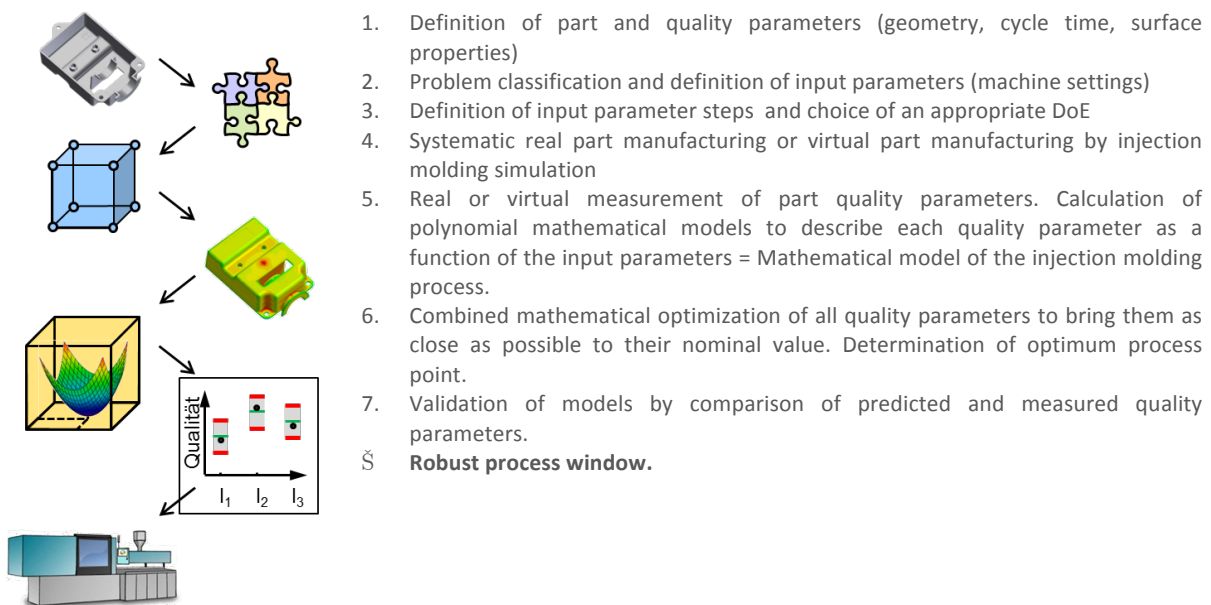 1. Definition of part and quality parameters (geometry, cycle time, surface
properties)
2. Problem classification and definition of input parameters (machine settings)
3. Definition of input parameter steps and choice of an appropriate DoE
4. Systematic real part manufacturing or virtual part manufacturing by injection
molding simulation
5. Real or virtual measurement of part quality parameters. Calculation of
polynomial mathematical models to describe each quality parameter as a
function of the input parameters = Mathematical model of the injection molding
process.
6. Combined mathematical optimization of all quality parameters to bring them as
close as possible to their nominal value. Determination of optimum process
point.
7. Validation of models by comparison of predicted and measured quality
parameters.
Š Robust process window.
Qualität
l₁ l₂ l₃